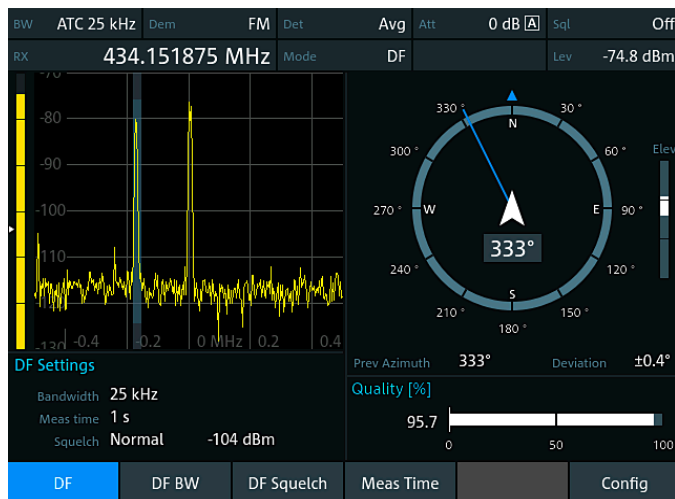 BW ATC 25 kHz Dem FM Det Avg Att 0 dB A Sql Off
RX 434.151875 MHz Mode DF Lev -74.8 dBm
-70
-80
-90
-100
-110
-130 -0.4 -0.2 0 MHz 0.2 0.4
330 ° N 30 °
300 ° 60 ° Elev
270 ° W E 90 °
333°
240 ° 120 °
210 ° S 150 °
180 °
Prev Azimuth 333° Deviation ±0.4°
DF Settings
Bandwidth 25 kHz
Meas time 1 s
Squelch Normal -104 dBm
Quality [%]
95.7
0 50 100
DF DF BW DF Squelch Meas Time Config